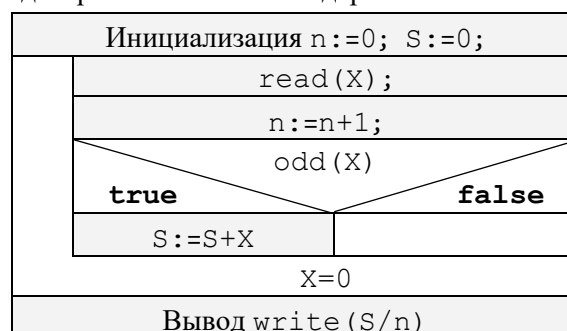 Инициализация n:=0; S:=0;
read(X);
n:=n+1;
odd(X)
true false
S:=S+X
X=0
Вывод write(S/n)